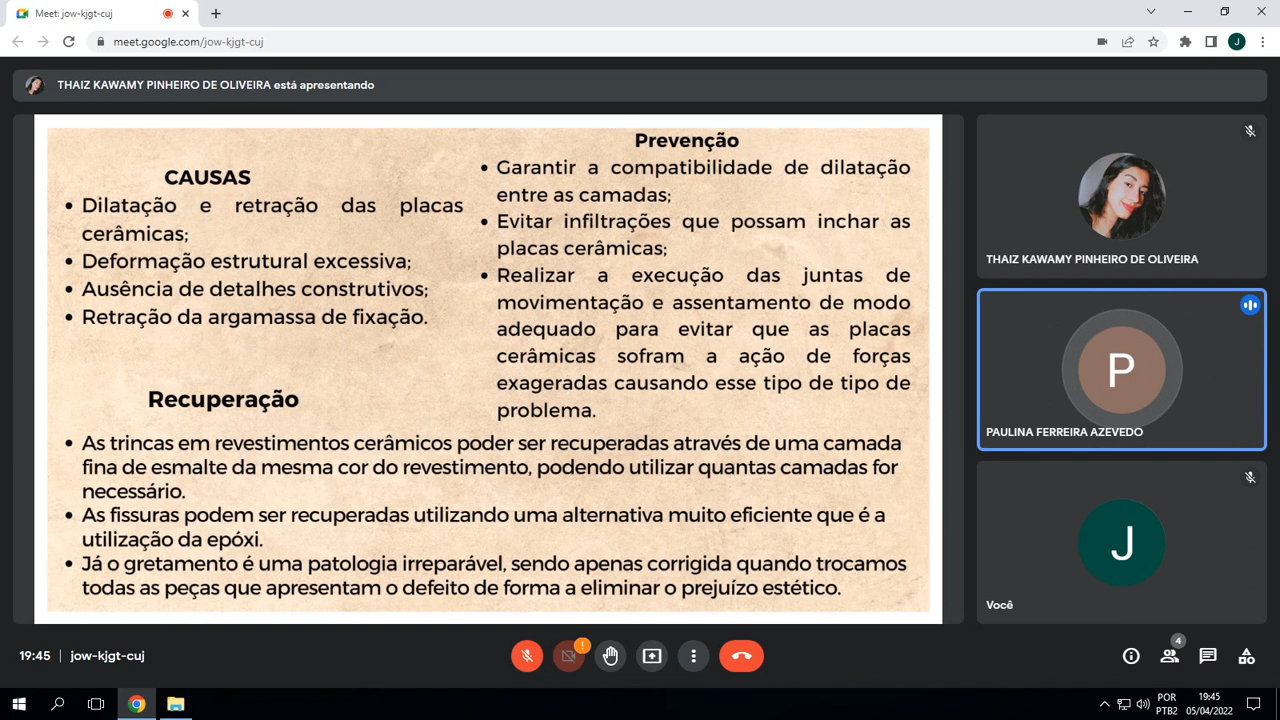 Meet: jow-kjgt-cuj
meet.google.com/jow-kjgt-cuj
J
THAIZ KAWAMY PINHEIRO DE OLIVEIRA está apresentando
CAUSAS
• Dilatação e retração das placas
cerâmicas;
• Deformação estrutural excessiva;
• Ausência de detalhes construtivos;
• Retração da argamassa de fixação.
Prevenção
• Garantir a compatibilidade de dilatação
entre as camadas;
• Evitar infiltrações que possam inchar as
placas cerâmicas;
• Realizar a execução das juntas de
movimentação e assentamento de modo
adequado para evitar que as placas
cerâmicas sofram a ação de forças
exageradas causando esse tipo de tipo de
problema.
Recuperação
• As trincas em revestimentos cerâmicos poder ser recuperadas através de uma camada
fina de esmalte da mesma cor do revestimento, podendo utilizar quantas camadas for
necessário.
• As fissuras podem ser recuperadas utilizando uma alternativa muito eficiente que é a
utilização da epóxi.
• Já o gretamento é uma patologia irreparável, sendo apenas corrigida quando trocamos
todas as peças que apresentam o defeito de forma a eliminar o prejuízo estético.
THAIZ KAWAMY PINHEIRO DE OLIVEIRA
P
PAULINA FERREIRA AZEVEDO
J
Você
19:45 | jow-kjgt-cuj
!
4
POR
PTB2
19:45
05/04/2022